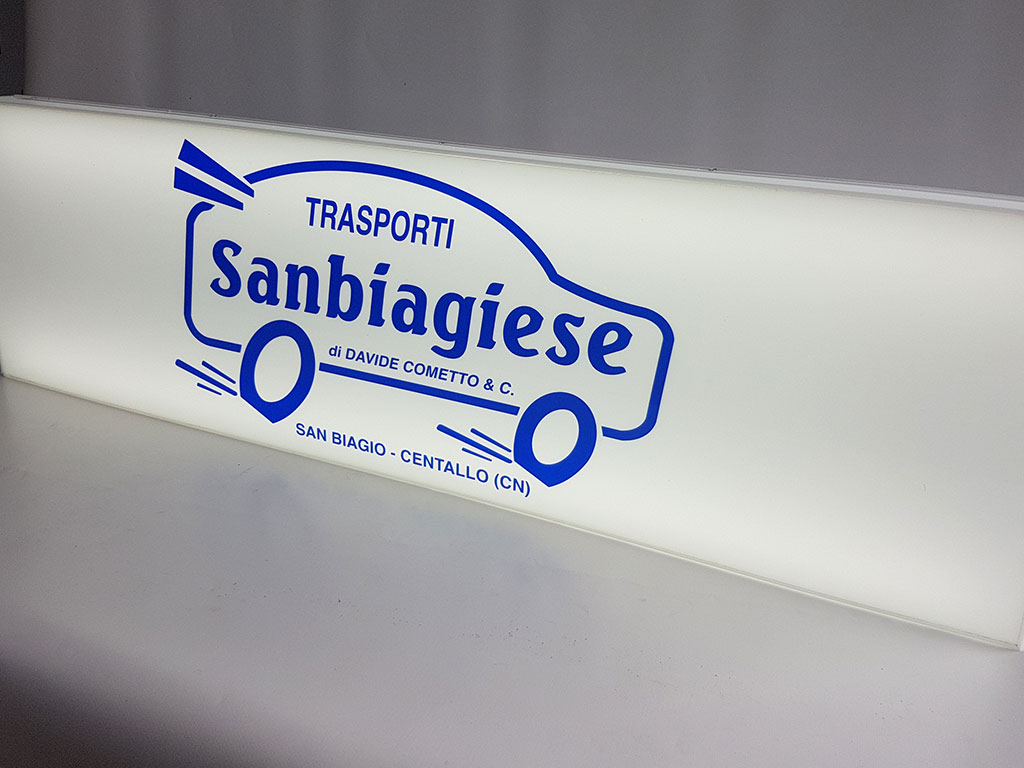 TRASPORTI
Sanbiagiese
di DAVIDE COMETTO & C.
SAN BIAGIO - CENTALLO (CN)